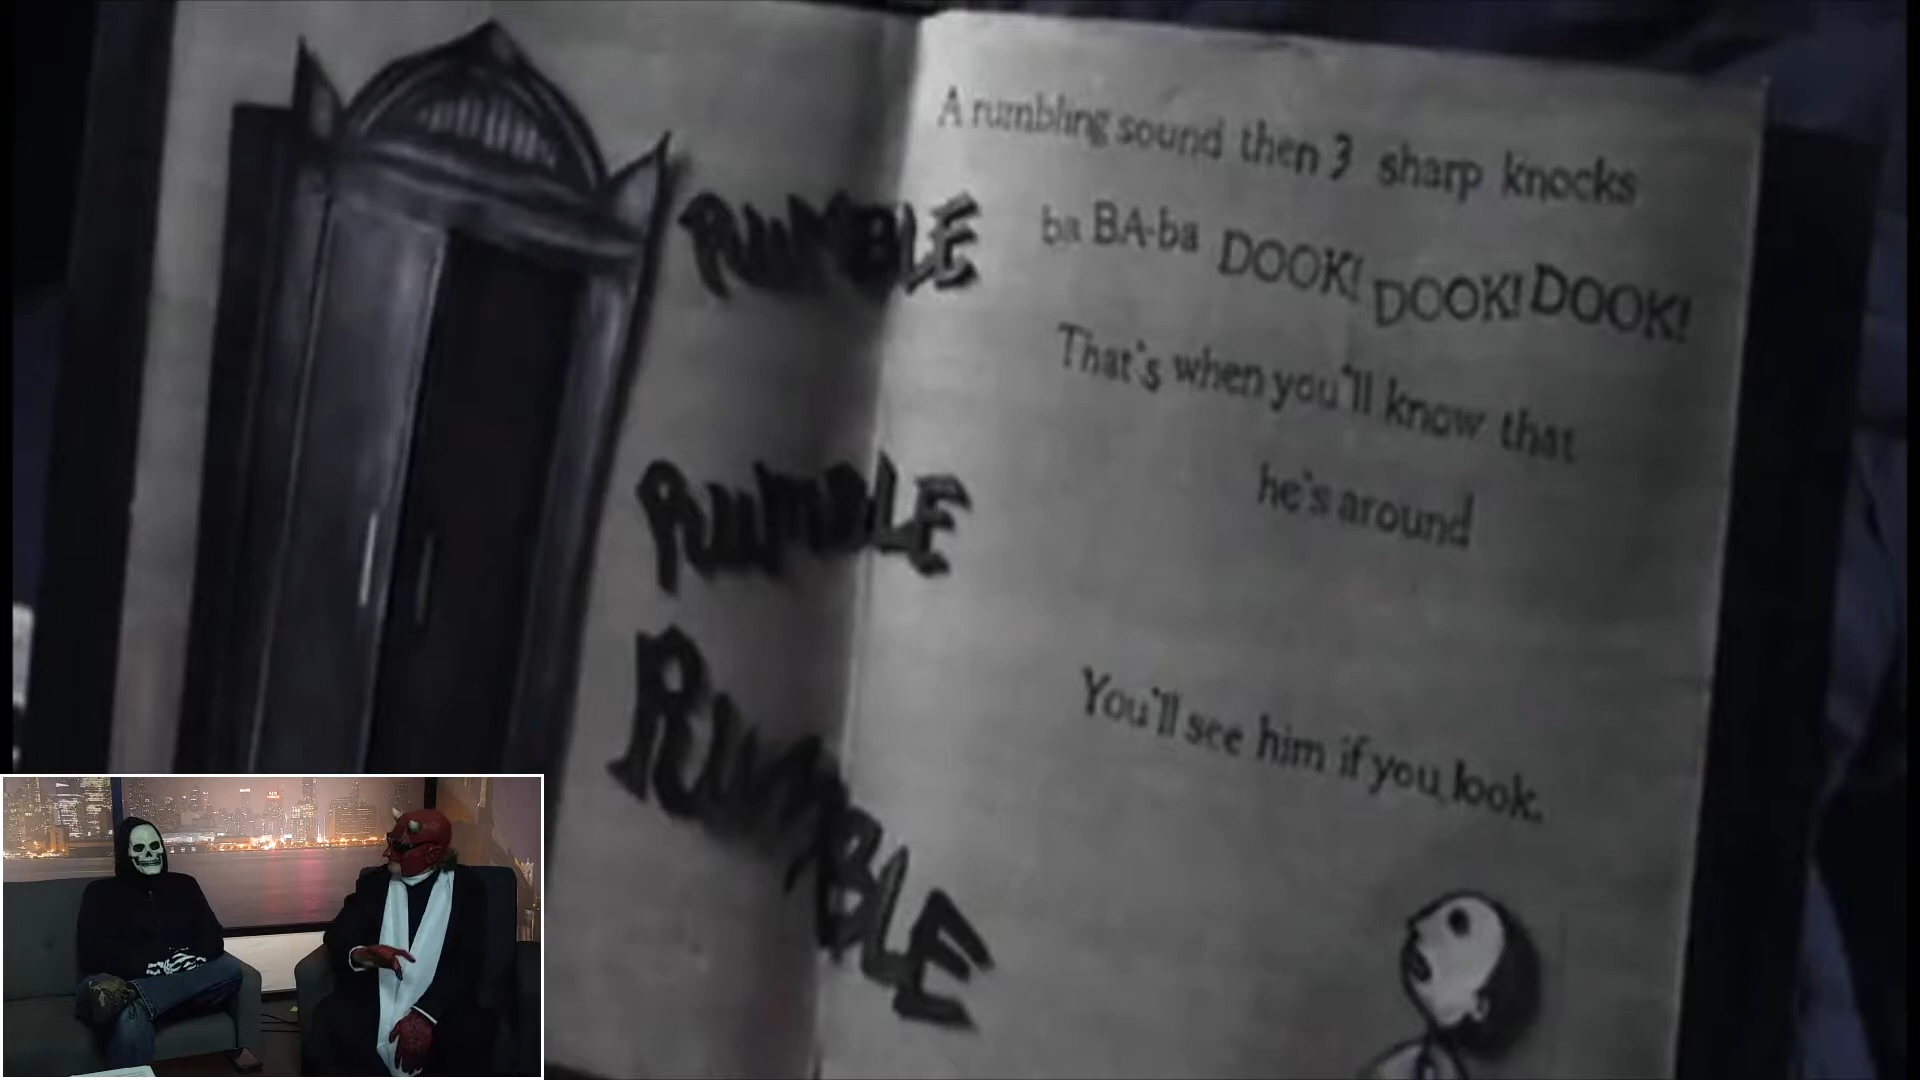 RUMBLE
RUMBLE
RUMBLE
A rumbling sound then 3 sharp knocks
ba BA-ba DOOK! DOOK! DOOK!
That's when you'll know that
he's around
You'll see him if you look.